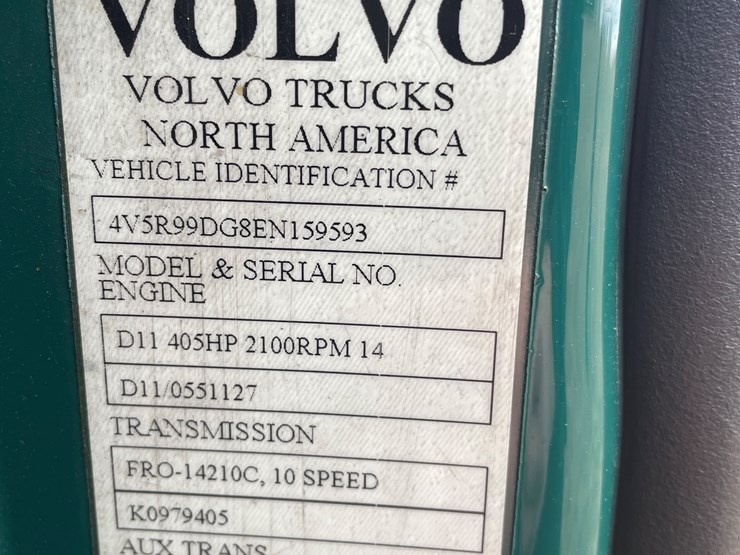 VOLVO
VOLVO TRUCKS
NORTH AMERICA
VEHICLE IDENTIFICATION #
4V5R99DG8EN159593
MODEL & SERIAL NO.
ENGINE
D11 405HP 2100RPM 14
D11/0551127
TRANSMISSION
FRO-14210C, 10 SPEED
K0979405
AUX TRANS